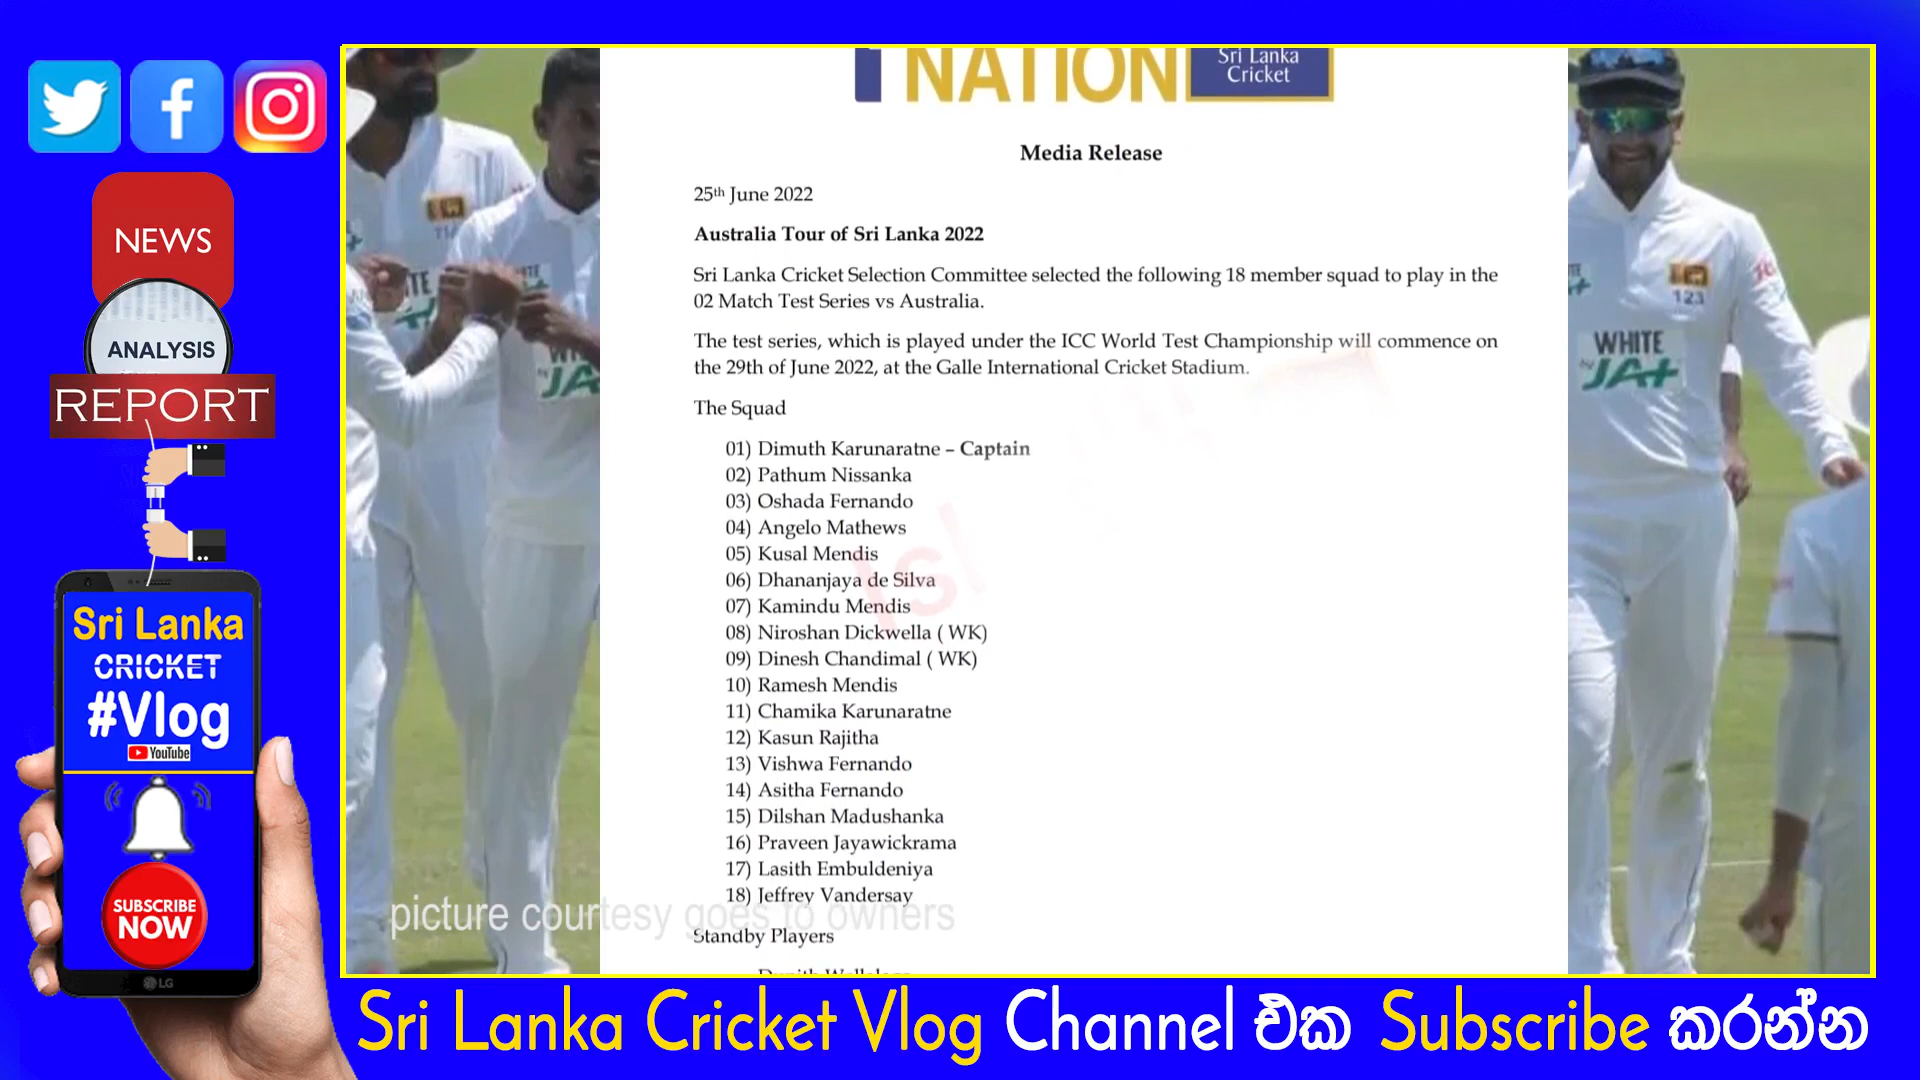 NATION
Sri Lanka
Cricket
Media Release
25th June 2022
Australia Tour of Sri Lanka 2022
Sri Lanka Cricket Selection Committee selected the following 18 member squad to play in the
02 Match Test Series vs Australia.
The test series, which is played under the ICC World Test Championship will commence on
the 29th of June 2022, at the Galle International Cricket Stadium.
The Squad
01) Dimuth Karunaratne – Captain
02) Pathum Nissanka
03) Oshada Fernando
04) Angelo Mathews
05) Kusal Mendis
06) Dhananjaya de Silva
07) Kamindu Mendis
08) Niroshan Dickwella ( WK)
09) Dinesh Chandimal ( WK)
10) Ramesh Mendis
11) Chamika Karunaratne
12) Kasun Rajitha
13) Vishwa Fernando
14) Asitha Fernando
15) Dilshan Madushanka
16) Praveen Jayawickrama
17) Lasith Embuldeniya
18) Jeffrey Vandersay
picture courtesy goes to owners
Standby Players
NEWS
ANALYSIS
REPORT
Sri Lanka
CRICKET
#Vlog
YouTube
SUBSCRIBE
NOW
LG
123
WHITE
by JAT
Sri Lanka Cricket Vlog Channel එක Subscribe කරන්න